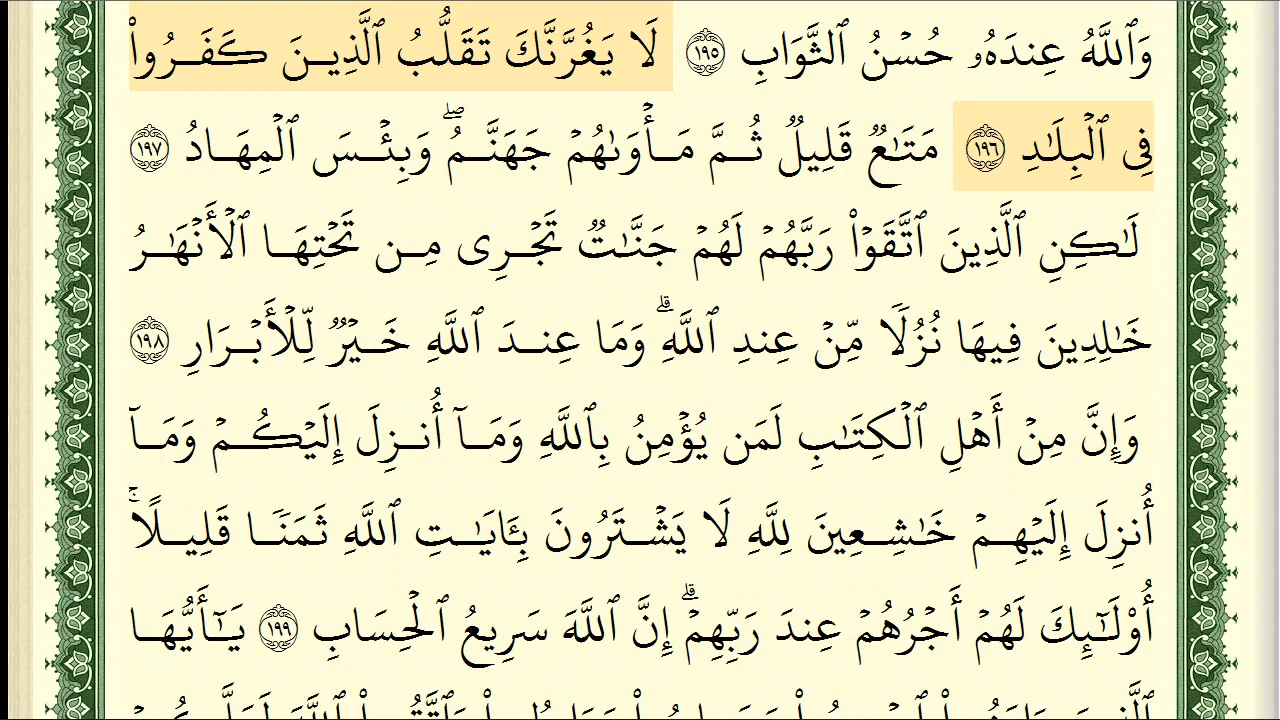 وَٱللَّهُ عِندَهُۥ حُسْنُ ٱلثَّوَابِ ١٩٥ لَا يَغُرَّنَّكَ تَقَلُّبُ ٱلَّذِينَ كَفَرُوا۟
فِى ٱلْبِلَٰدِ ١٩٦ مَتَٰعٌ قَلِيلٌ ثُمَّ مَأْوَىٰهُمْ جَهَنَّمُ ۖ وَبِئْسَ ٱلْمِهَادُ ١٩٧
لَٰكِنِ ٱلَّذِينَ ٱتَّقَوْا۟ رَبَّهُمْ لَهُمْ جَنَّٰتٌ تَجْرِى مِن تَحْتِهَا ٱلْأَنْهَٰرُ
خَٰلِدِينَ فِيهَا نُزُلًا مِّنْ عِندِ ٱللَّهِ ۗ وَمَا عِندَ ٱللَّهِ خَيْرٌ لِّلْأَبْرَارِ ١٩٨
وَإِنَّ مِنْ أَهْلِ ٱلْكِتَٰبِ لَمَن يُؤْمِنُ بِٱللَّهِ وَمَآ أُنزِلَ إِلَيْكُمْ وَمَآ
أُنزِلَ إِلَيْهِمْ خَٰشِعِينَ لِلَّهِ لَا يَشْتَرُونَ بِـَٔايَٰتِ ٱللَّهِ ثَمَنًا قَلِيلًا ۚ
أُو۟لَٰٓئِكَ لَهُمْ أَجْرُهُمْ عِندَ رَبِّهِمْ ۗ إِنَّ ٱللَّهَ سَرِيعُ ٱلْحِسَابِ ١٩٩ يَٰٓأَيُّهَا